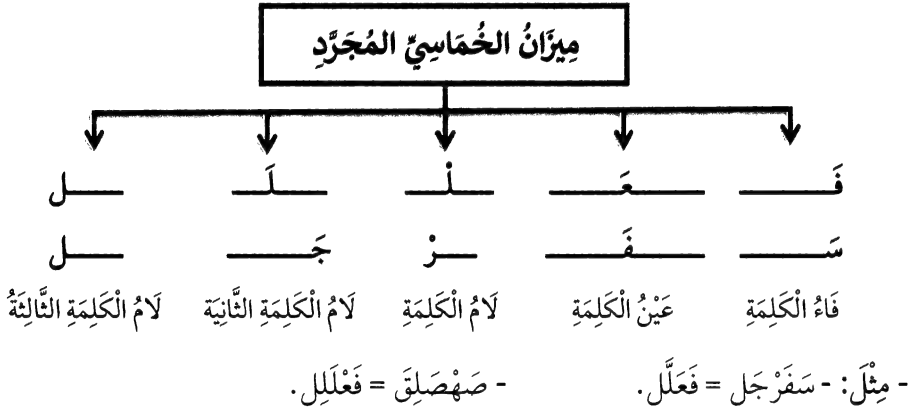 مِيزَانُ الخُمَاسِيِّ المُجَرَّدِ
فَـ ـعَـ ـلْـ ـلَـ ـل
سَـ ـفَـ ـرْ جَـ ـل
فَاءُ الْكَلِمَةِ عَيْنُ الْكَلِمَةِ لَامُ الْكَلِمَةِ لَامُ الْكَلِمَةِ الثَّانِيَة لَامُ الْكَلِمَةِ الثَّالِثَةُ
- مِثْلَ: - سَفَرْجَل = فَعَلَّل. - صَهْصَلِقَ = فَعْلَلِل.